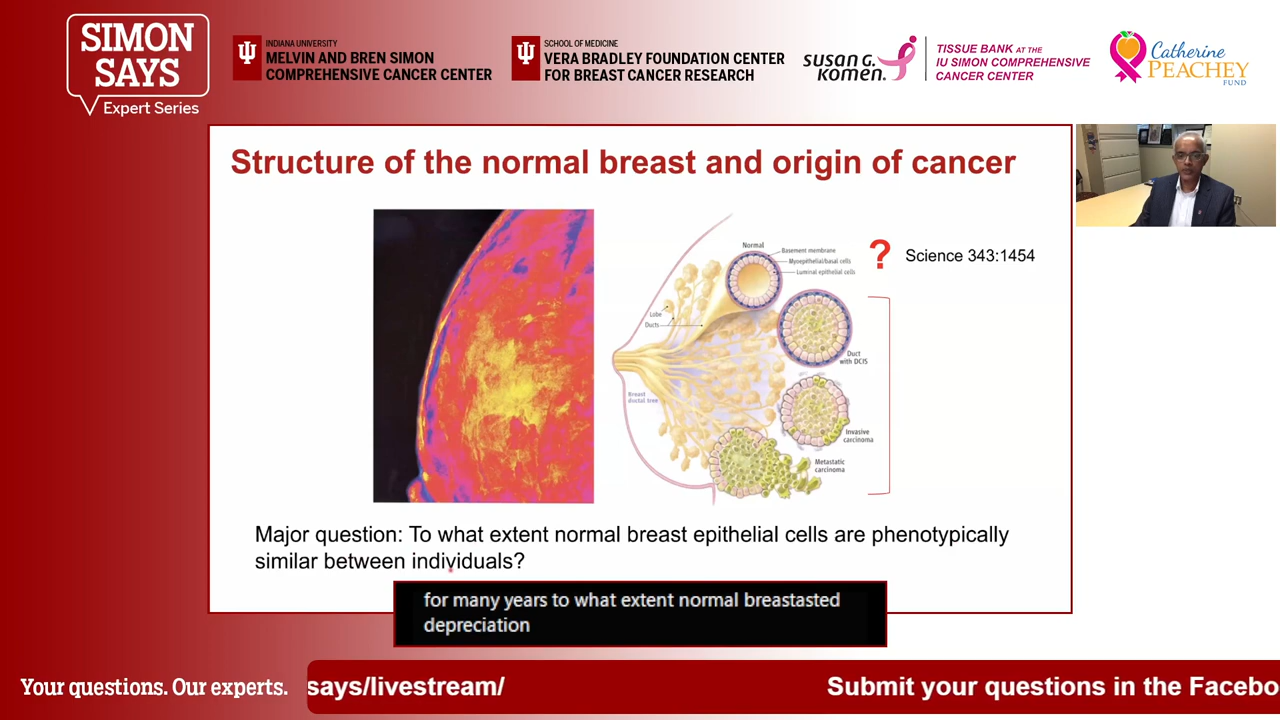 SIMON
SAYS
Expert Series
INDIANA UNIVERSITY
MELVIN AND BREN SIMON
COMPREHENSIVE CANCER CENTER
SCHOOL OF MEDICINE
VERA BRADLEY FOUNDATION CENTER
FOR BREAST CANCER RESEARCH
susan G.
komen.
TISSUE BANK AT THE
IU SIMON COMPREHENSIVE
CANCER CENTER
Catherine
PEACHEY
FUND
Structure of the normal breast and origin of cancer
Normal
Basement membrane
Myoepithelial/basal cells
Luminal epithelial cells
? Science 343:1454
Lobe
Ducts
Duct
with DCIS
Breast
ductal tree
Invasive
carcinoma
Metastatic
carcinoma
Major question: To what extent normal breast epithelial cells are phenotypically
similar between individuals?
for many years to what extent normal breastasted
depreciation
Your questions. Our experts.
says/livestream/
Submit your questions in the Facebo